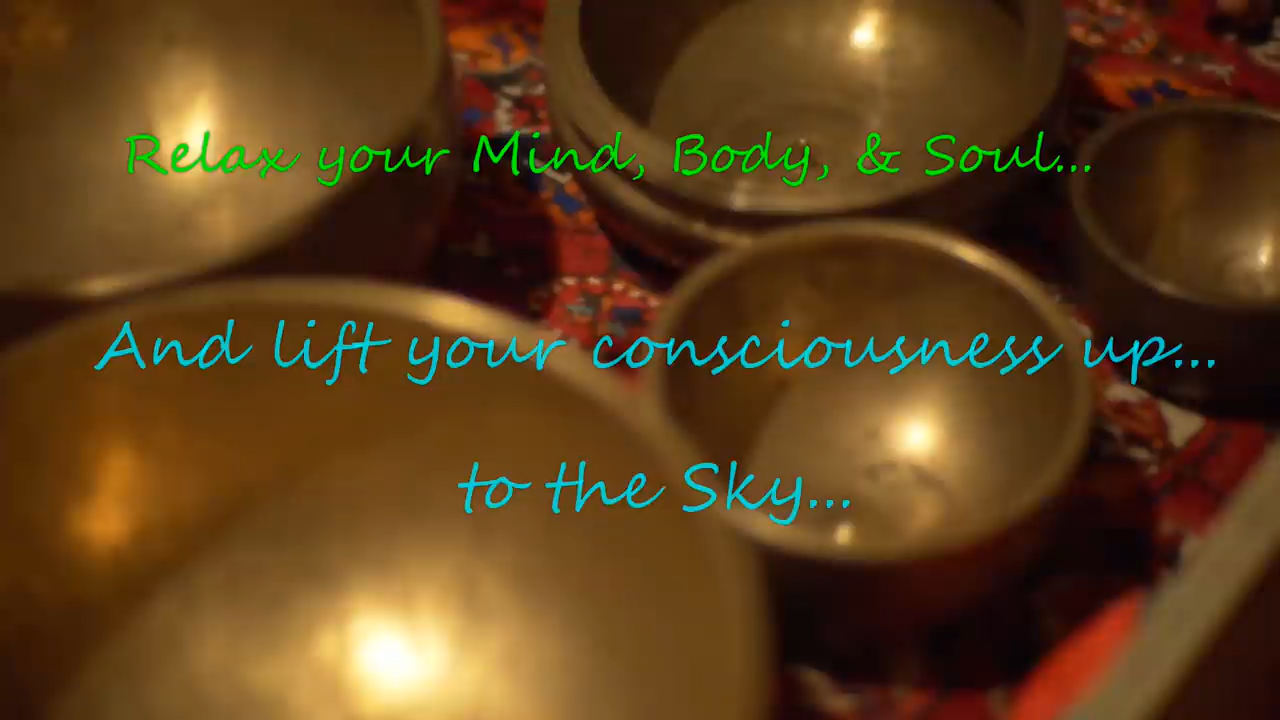 Relax your Mind, Body, & Soul...
And lift your consciousness up...
to the Sky...